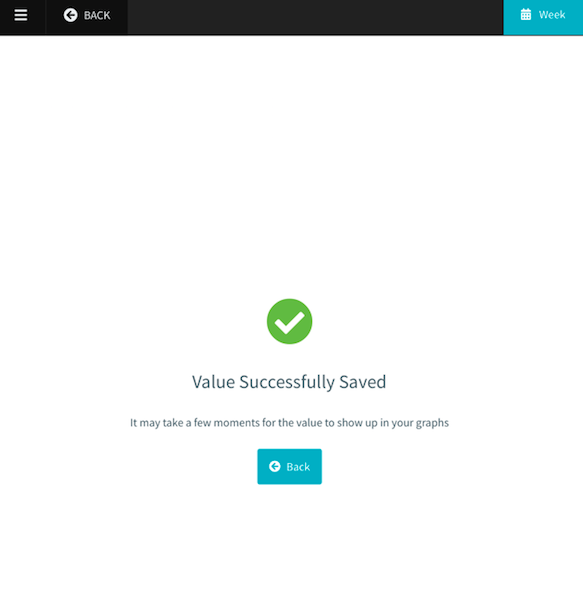 BACK
Week
Value Successfully Saved
It may take a few moments for the value to show up in your graphs
Back